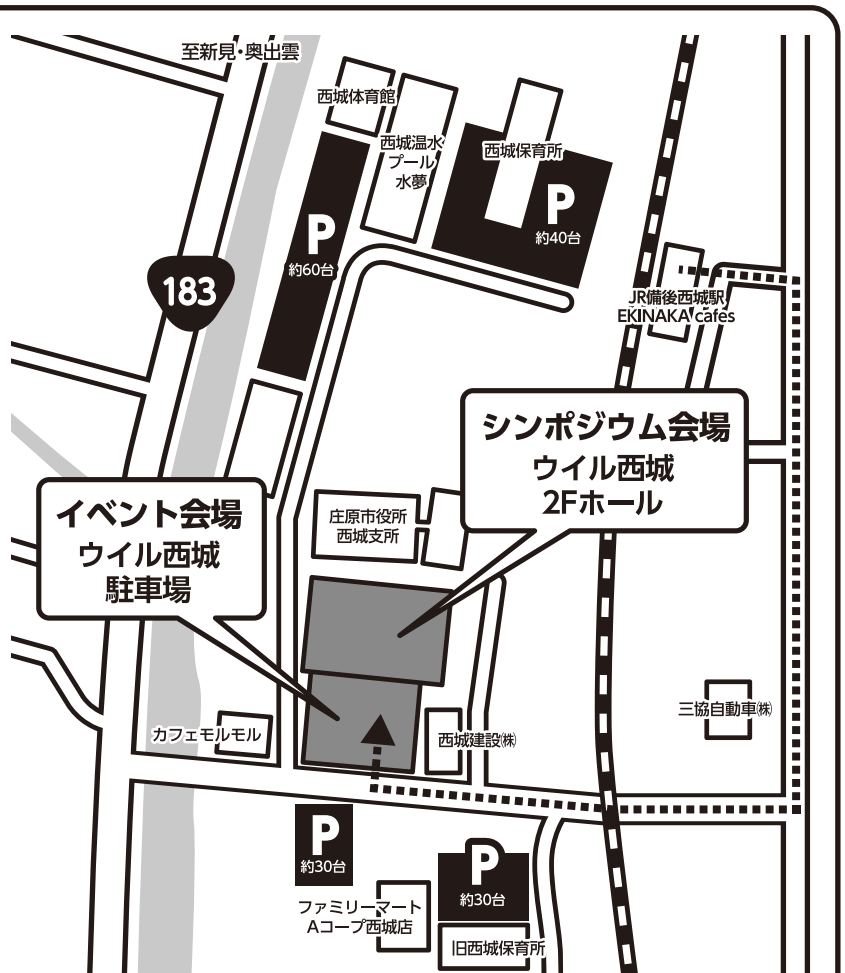 至新見・奥出雲
西城体育館
西城温水
プール
水夢
西城保育所
P
約40台
P
約60台
183
JR備後西城駅
EKINAKA cafes
シンポジウム会場
ウイル西城
2Fホール
イベント会場
ウイル西城
駐車場
庄原市役所
西城支所
カフェモルモル
西城建設㈱
三協自動車㈱
P
約30台
P
約30台
ファミリーマート
Aコープ西城店
旧西城保育所